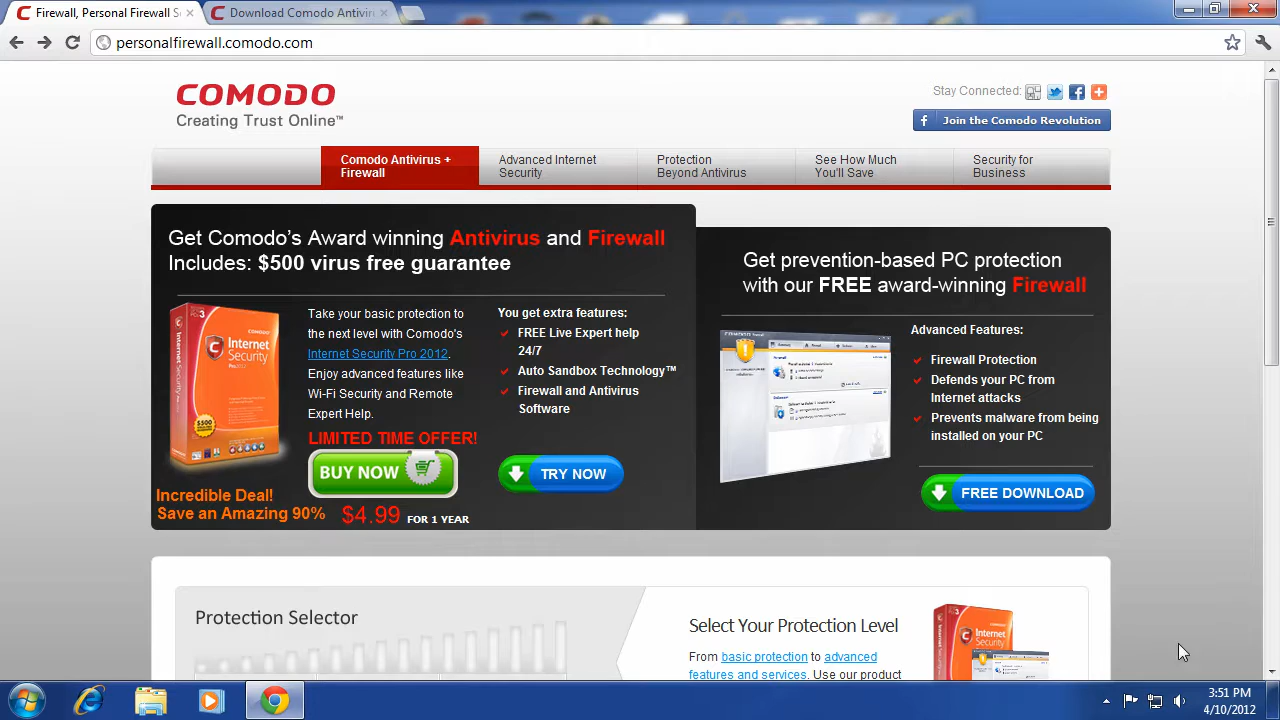 Firewall, Personal Firewall S
Download Comodo Antiviru
personalfirewall.comodo.com
COMODO
Creating Trust Online™
Stay Connected:
Join the Comodo Revolution
Comodo Antivirus +
Firewall
Advanced Internet
Security
Protection
Beyond Antivirus
See How Much
You'll Save
Security for
Business
Get Comodo's Award winning Antivirus and Firewall
Includes: $500 virus free guarantee
Take your basic protection to
the next level with Comodo's
Internet Security Pro 2012.
Enjoy advanced features like
Wi-Fi Security and Remote
Expert Help.
LIMITED TIME OFFER!
BUY NOW
Incredible Deal!
Save an Amazing 90%
$4.99 FOR 1 YEAR
You get extra features:
FREE Live Expert help
24/7
Auto Sandbox Technology™
Firewall and Antivirus
Software
TRY NOW
COMODO
Internet
Security
Pro 2012
Get prevention-based PC protection
with our FREE award-winning Firewall
Advanced Features:
Firewall Protection
Defends your PC from
Internet attacks
Prevents malware from being
installed on your PC
FREE DOWNLOAD
Protection Selector
Select Your Protection Level
From basic protection to advanced
features and services. Use our product
Internet
Security
3:51 PM
4/10/2012